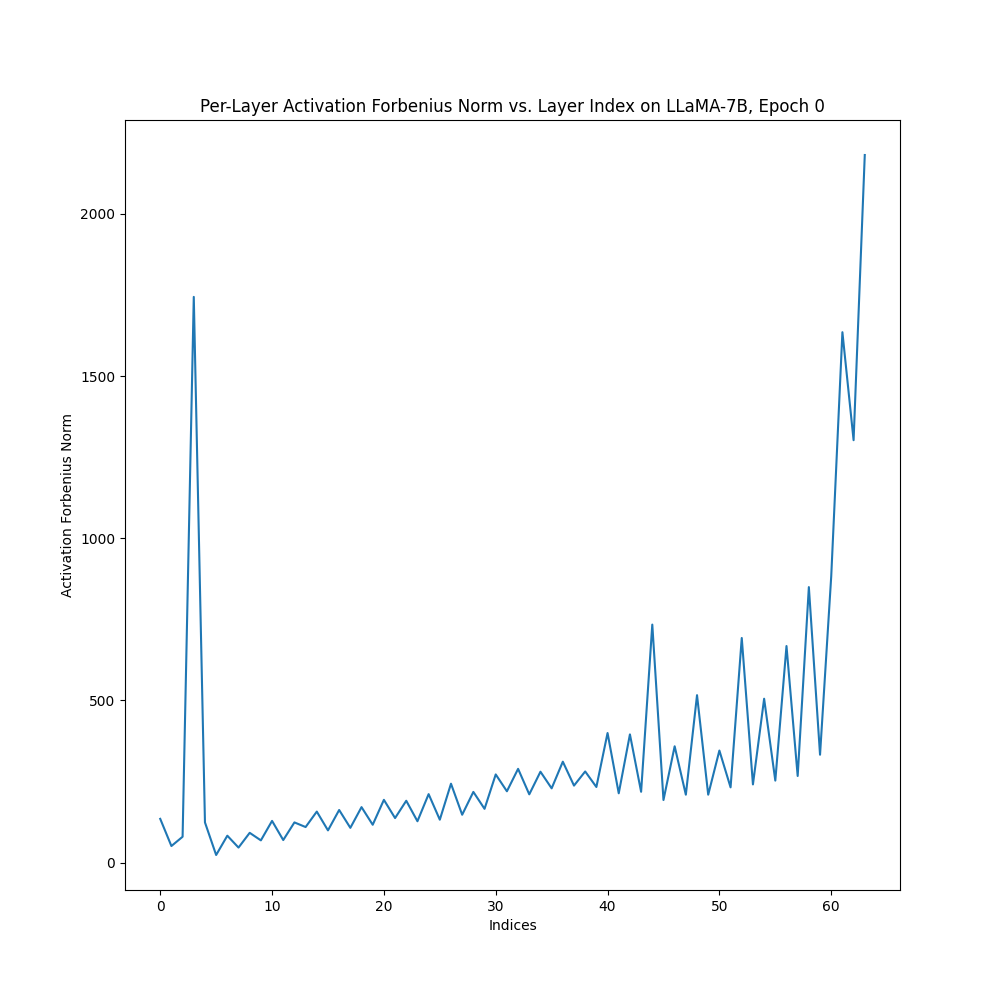 Per-Layer Activation Forbenius Norm vs. Layer Index on LLaMA-7B, Epoch 0
Activation Forbenius Norm
2000
1500
1000
500
0
0 10 20 30 40 50 60
Indices